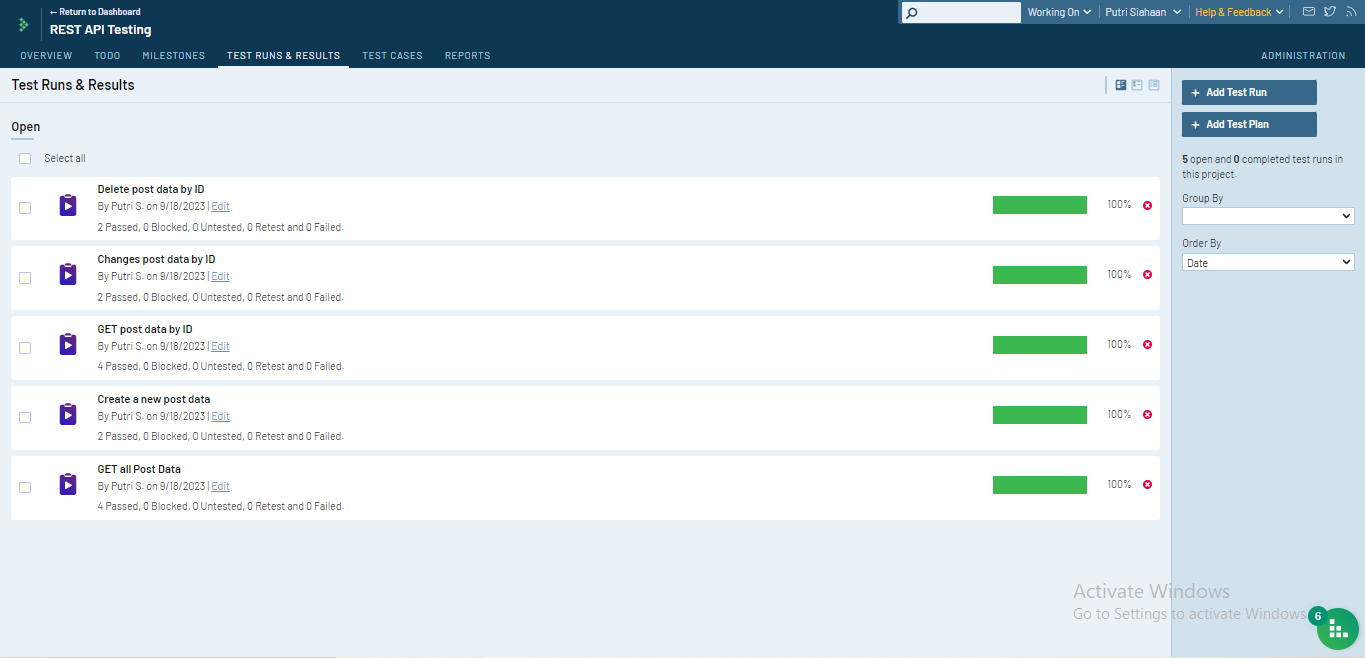 ← Return to Dashboard
REST API Testing
Working On
Putri Siahaan
Help & Feedback
OVERVIEW
TODO
MILESTONES
TEST RUNS & RESULTS
TEST CASES
REPORTS
ADMINISTRATION
Test Runs & Results
Open
Select all
Delete post data by ID
By Putri S. on 9/18/2023 | Edit
2 Passed, 0 Blocked, 0 Untested, 0 Retest and 0 Failed.
100%
Changes post data by ID
By Putri S. on 9/18/2023 | Edit
2 Passed, 0 Blocked, 0 Untested, 0 Retest and 0 Failed.
100%
GET post data by ID
By Putri S. on 9/18/2023 | Edit
4 Passed, 0 Blocked, 0 Untested, 0 Retest and 0 Failed.
100%
Create a new post data
By Putri S. on 9/18/2023 | Edit
2 Passed, 0 Blocked, 0 Untested, 0 Retest and 0 Failed.
100%
GET all Post Data
By Putri S. on 9/18/2023 | Edit
4 Passed, 0 Blocked, 0 Untested, 0 Retest and 0 Failed.
100%
+ Add Test Run
+ Add Test Plan
5 open and 0 completed test runs in
this project.
Group By
Order By
Date
Activate Windows
Go to Settings to activate Windows.
6